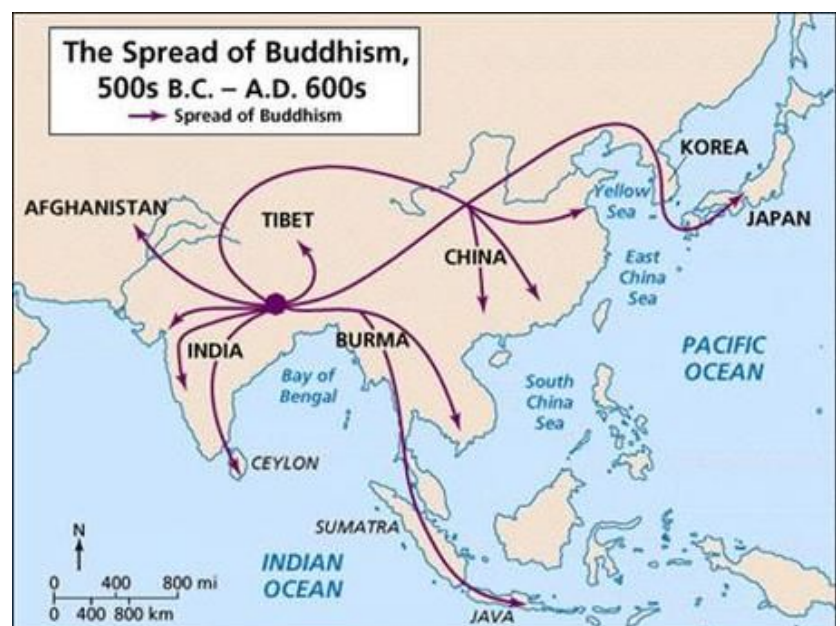 The Spread of Buddhism,
500s B.C. – A.D. 600s
Spread of Buddhism
KOREA
AFGHANISTAN
TIBET
Yellow
Sea
JAPAN
CHINA
East
China
Sea
INDIA
BURMA
PACIFIC
OCEAN
Bay of
Bengal
South
China
Sea
CEYLON
SUMATRA
N
INDIAN
OCEAN
0 400 800 mi
0 400 800 km
JAVA